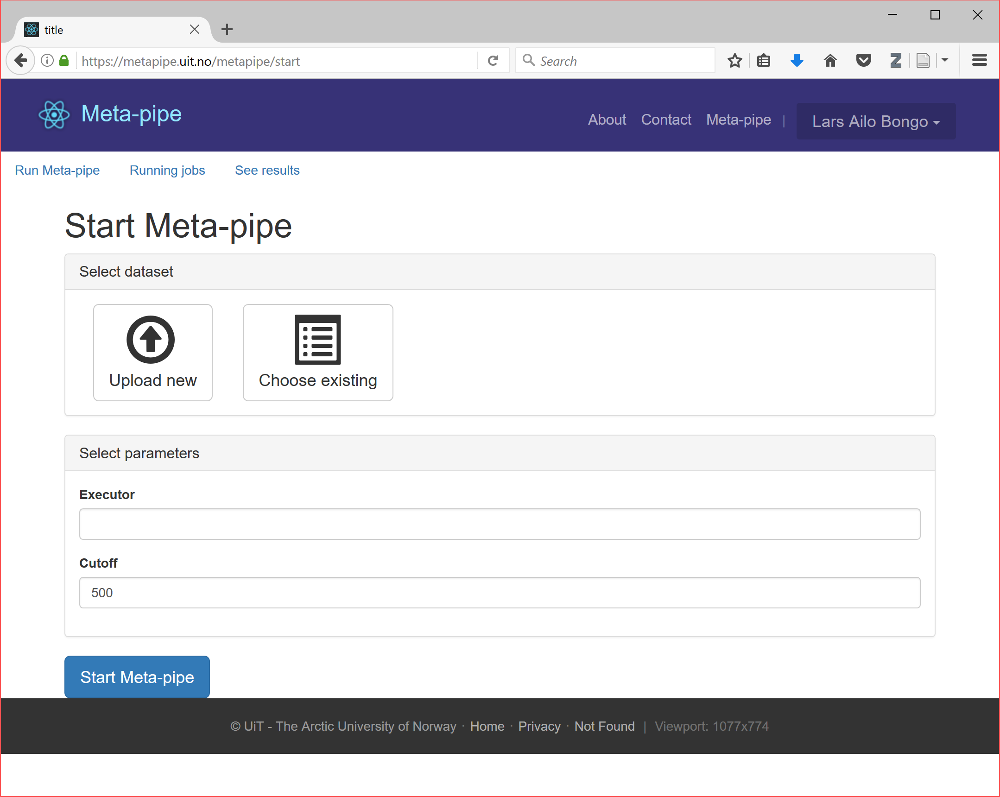 title
https://metapipe.uit.no/metapipe/start
Search
Meta-pipe
About Contact Meta-pipe | Lars Ailo Bongo
Run Meta-pipe Running jobs See results
Start Meta-pipe
Select dataset
Upload new Choose existing
Select parameters
Executor
Cutoff
500
Start Meta-pipe
© UiT - The Arctic University of Norway · Home · Privacy · Not Found | Viewport: 1077x774